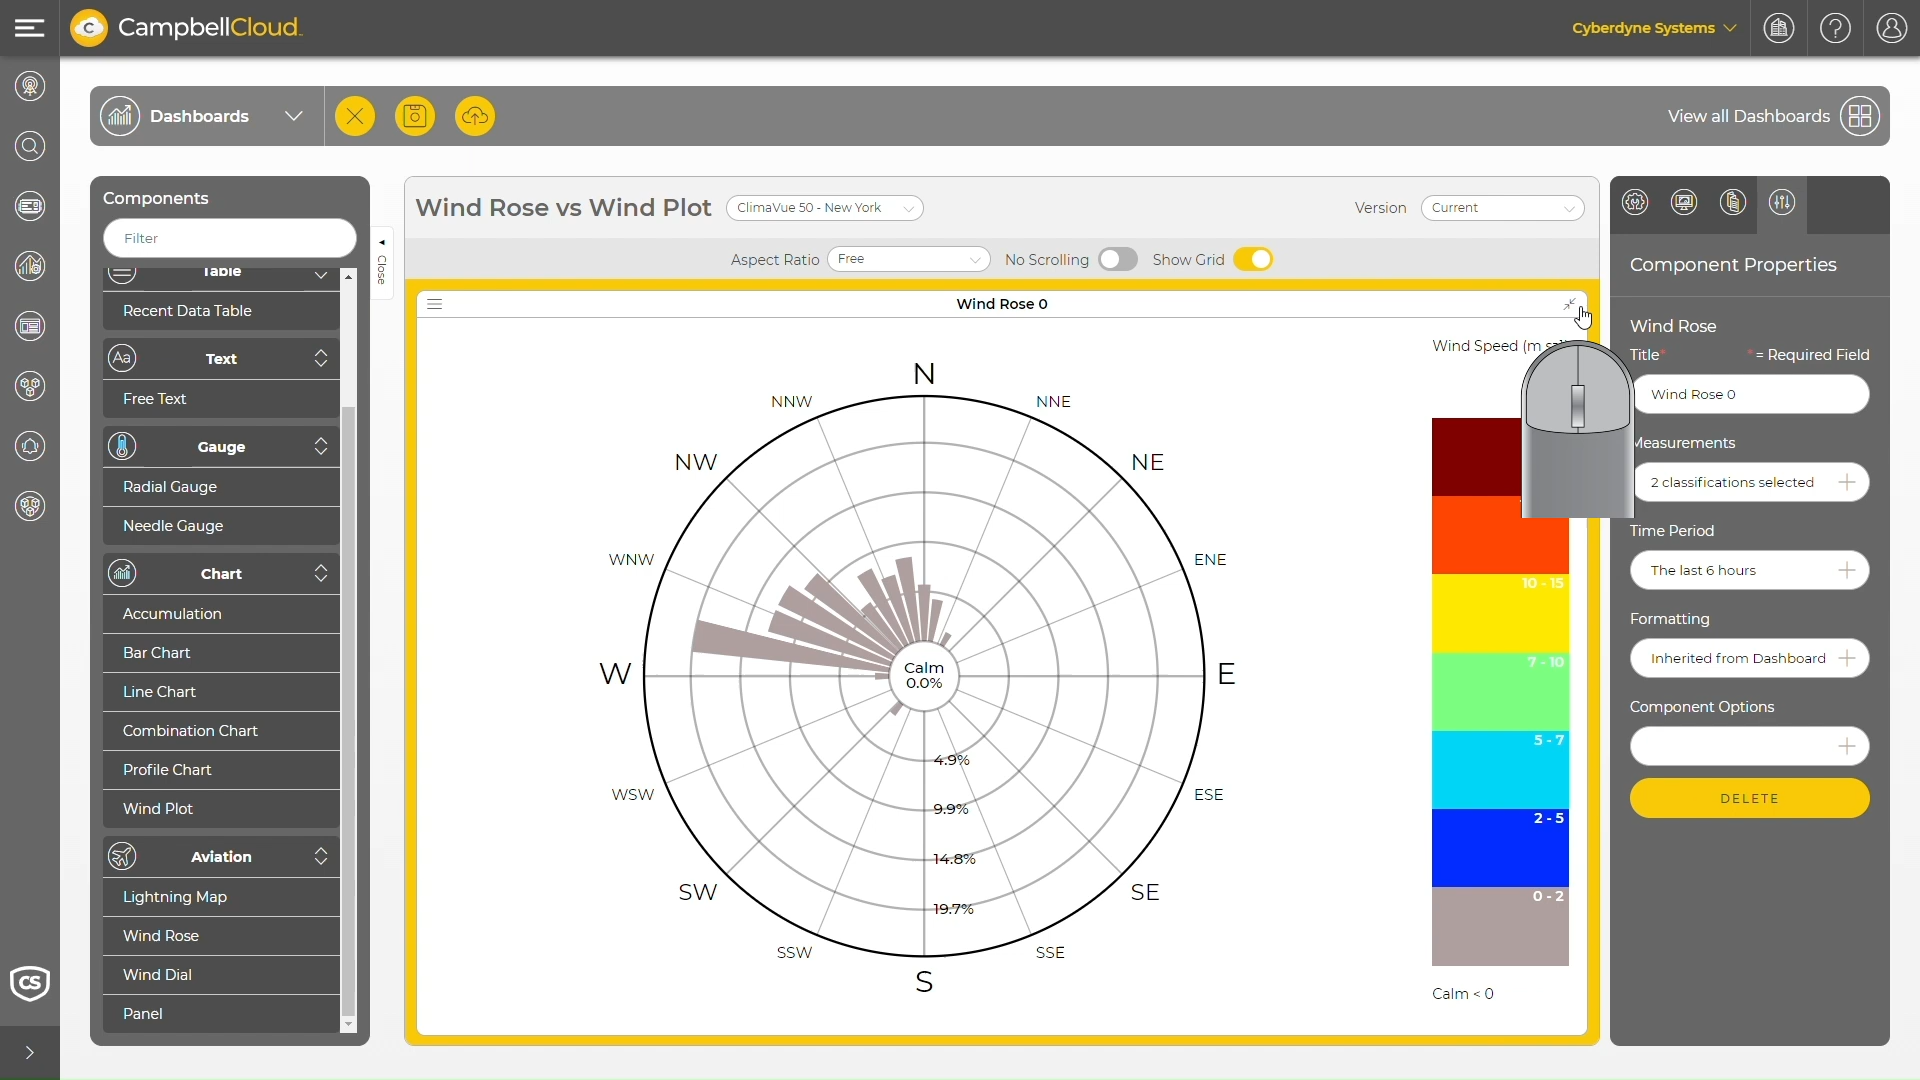 CampbellCloud
Cyberdyne Systems
Dashboards
View all Dashboards
Components
Filter
Table
Recent Data Table
Aa
Text
Free Text
Gauge
Radial Gauge
Needle Gauge
Chart
Accumulation
Bar Chart
Line Chart
Combination Chart
Profile Chart
Wind Plot
Aviation
Lightning Map
Wind Rose
Wind Dial
Panel
CS
Close
Wind Rose vs Wind Plot
ClimaVue 50 - New York
Version
Current
Aspect Ratio
Free
No Scrolling
Show Grid
Wind Rose 0
Wind Speed (m
N
NNW
NNE
NW
NE
WNW
ENE
W
Calm
0.0%
E
4.9%
9.9%
14.8%
19.7%
WSW
ESE
SW
SE
SSW
SSE
S
10 - 15
7 - 10
5 - 7
2 - 5
0 - 2
Calm < 0
Component Properties
Wind Rose
Title*
* = Required Field
Wind Rose 0
Measurements
2 classifications selected
Time Period
The last 6 hours
Formatting
Inherited from Dashboard
Component Options
DELETE